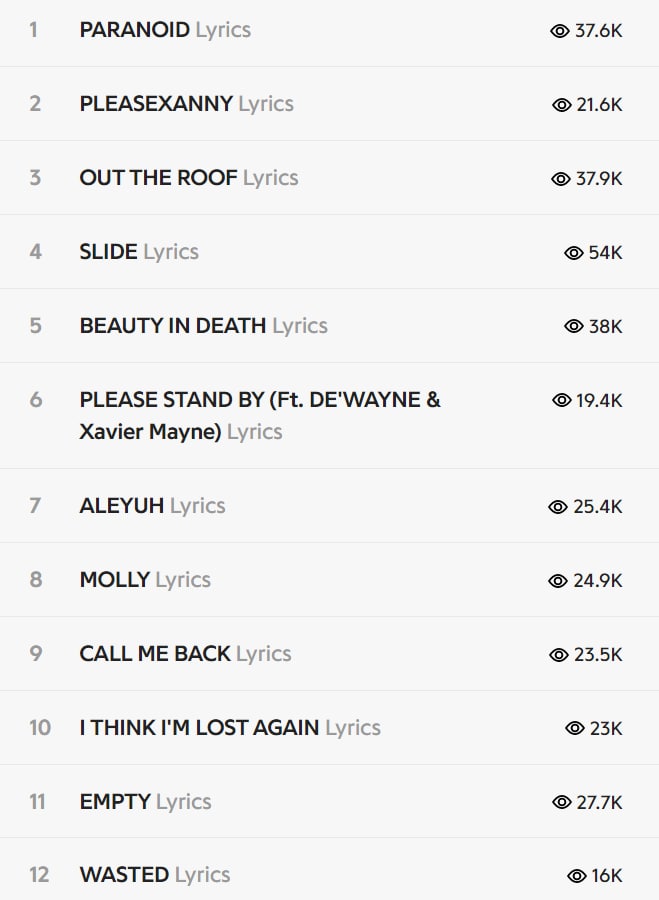 1 PARANOID Lyrics 37.6K
2 PLEASEXANNY Lyrics 21.6K
3 OUT THE ROOF Lyrics 37.9K
4 SLIDE Lyrics 54K
5 BEAUTY IN DEATH Lyrics 38K
6 PLEASE STAND BY (Ft. DE'WAYNE & 19.4K
Xavier Mayne) Lyrics
7 ALEYUH Lyrics 25.4K
8 MOLLY Lyrics 24.9K
9 CALL ME BACK Lyrics 23.5K
10 I THINK I'M LOST AGAIN Lyrics 23K
11 EMPTY Lyrics 27.7K
12 WASTED Lyrics 16K